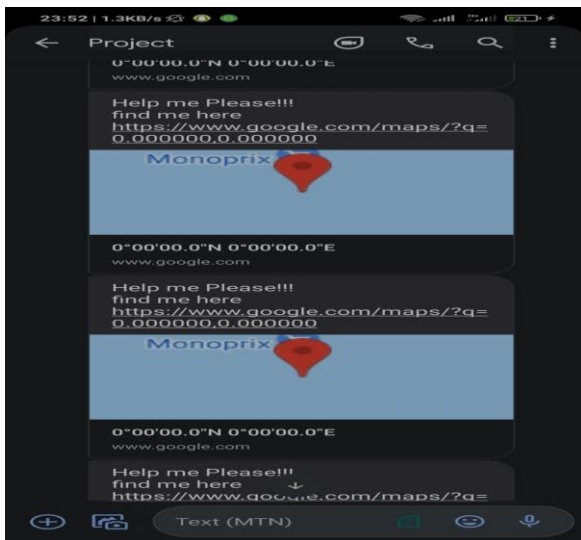 23:52 | 1.3KB/s
Project
0°00'00.0"N 0°00'00.0"E
www.google.com
Help me Please!!!
find me here
https://www.google.com/maps/?q=
0.000000,0.000000
Monoprix
0°00'00.0"N 0°00'00.0"E
www.google.com
Help me Please!!!
find me here
https://www.google.com/maps/?q=
0.000000,0.000000
Monoprix
0°00'00.0"N 0°00'00.0"E
www.google.com
Help me Please!!!
find me here
https://www.google.com/maps/?q=
Text (MTN)